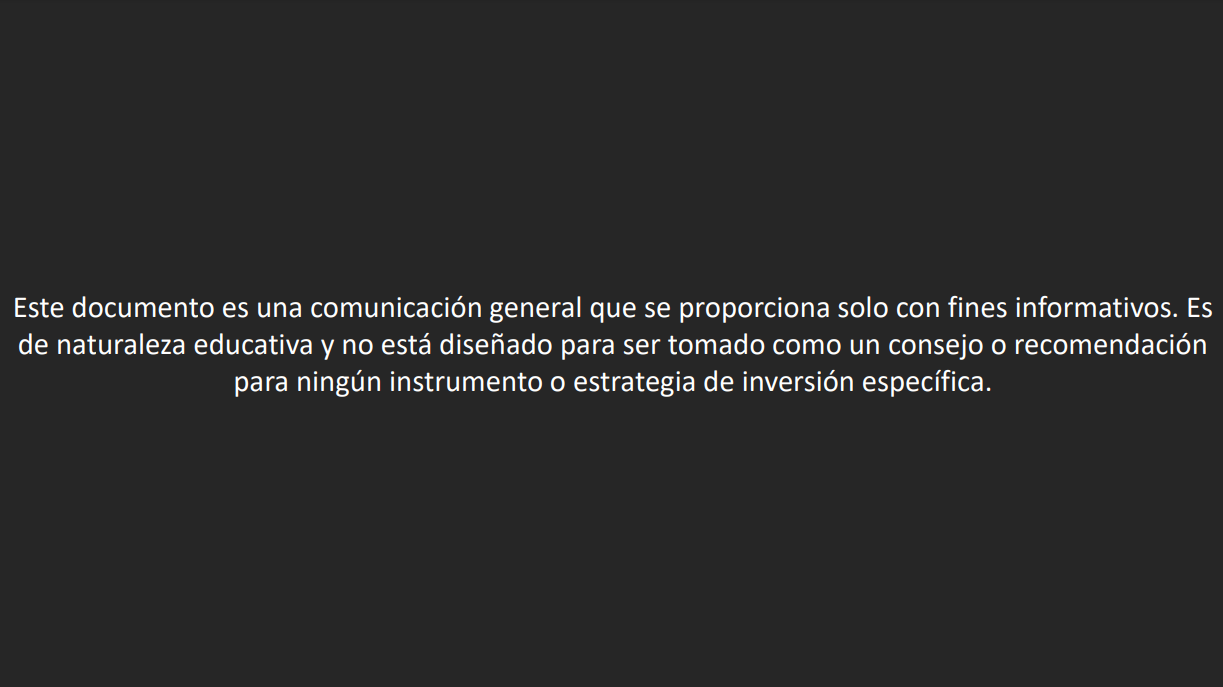 Este documento es una comunicación general que se proporciona solo con fines informativos. Es
de naturaleza educativa y no está diseñado para ser tomado como un consejo o recomendación
para ningún instrumento o estrategia de inversión específica.